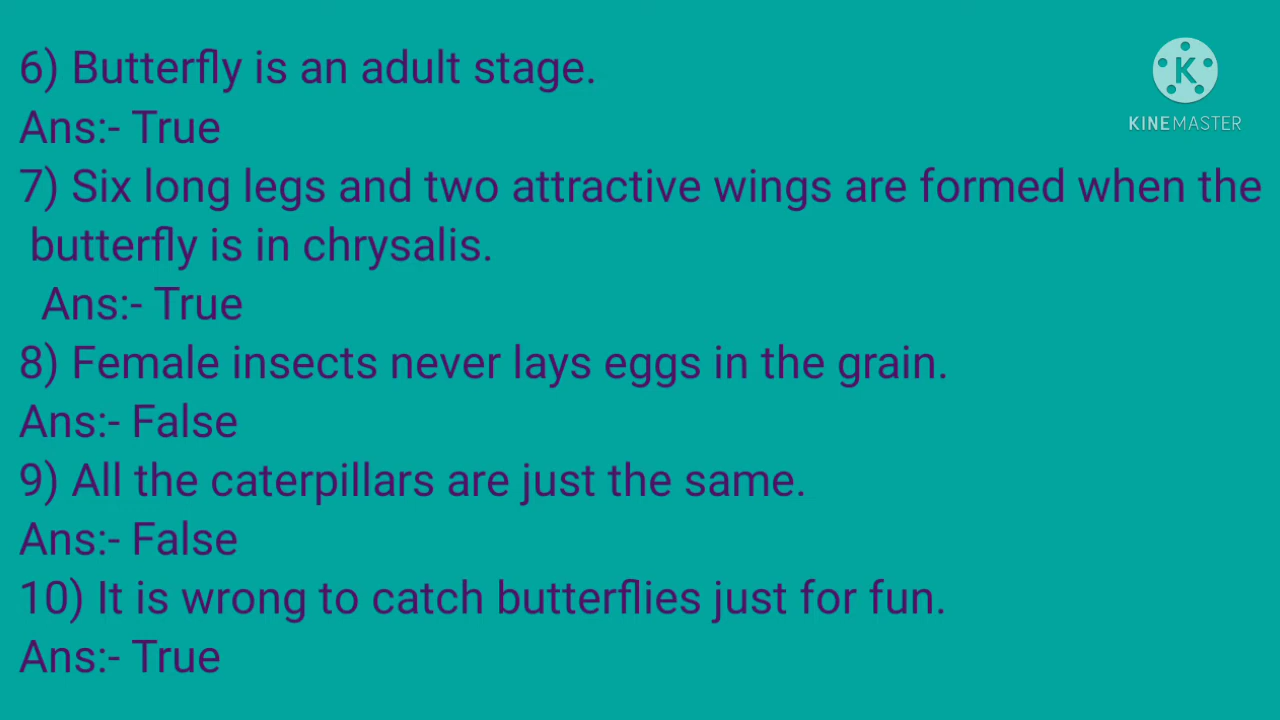 6) Butterfly is an adult stage.
KINEMASTER
Ans:- True
7) Six long legs and two attractive wings are formed when the
butterfly is in chrysalis.
Ans:- True
8) Female insects never lays eggs in the grain.
Ans:- False
9) All the caterpillars are just the same.
Ans:- False
10) It is wrong to catch butterflies just for fun.
Ans:- True